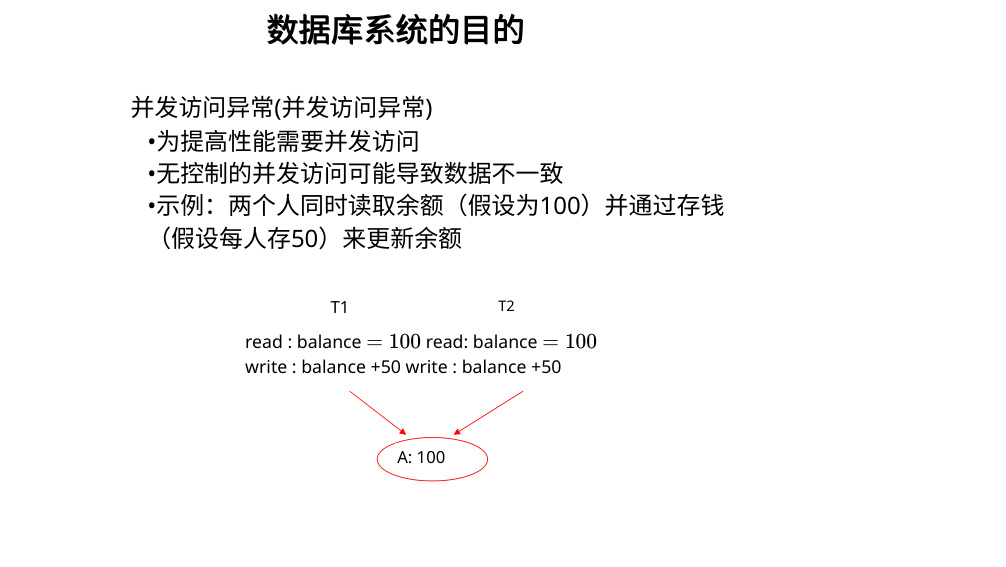 数据库系统的目的
并发访问异常(并发访问异常)
•为提高性能需要并发访问
•无控制的并发访问可能导致数据不一致
•示例：两个人同时读取余额（假设为100）并通过存钱
（假设每人存50）来更新余额
T1 T2
read : balance = 100 read: balance = 100
write : balance +50 write : balance +50
A: 100